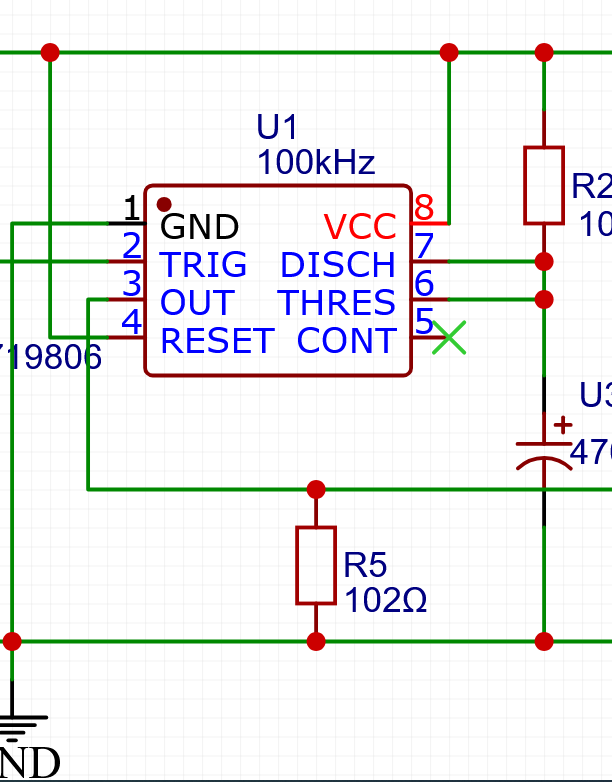 U1
100kHz
1
GND
VCC
8
2
TRIG
DISCH
7
3
OUT
THRES
6
4
RESET
CONT
5
R2
10
19806
U3
+
470
R5
102Ω
ND